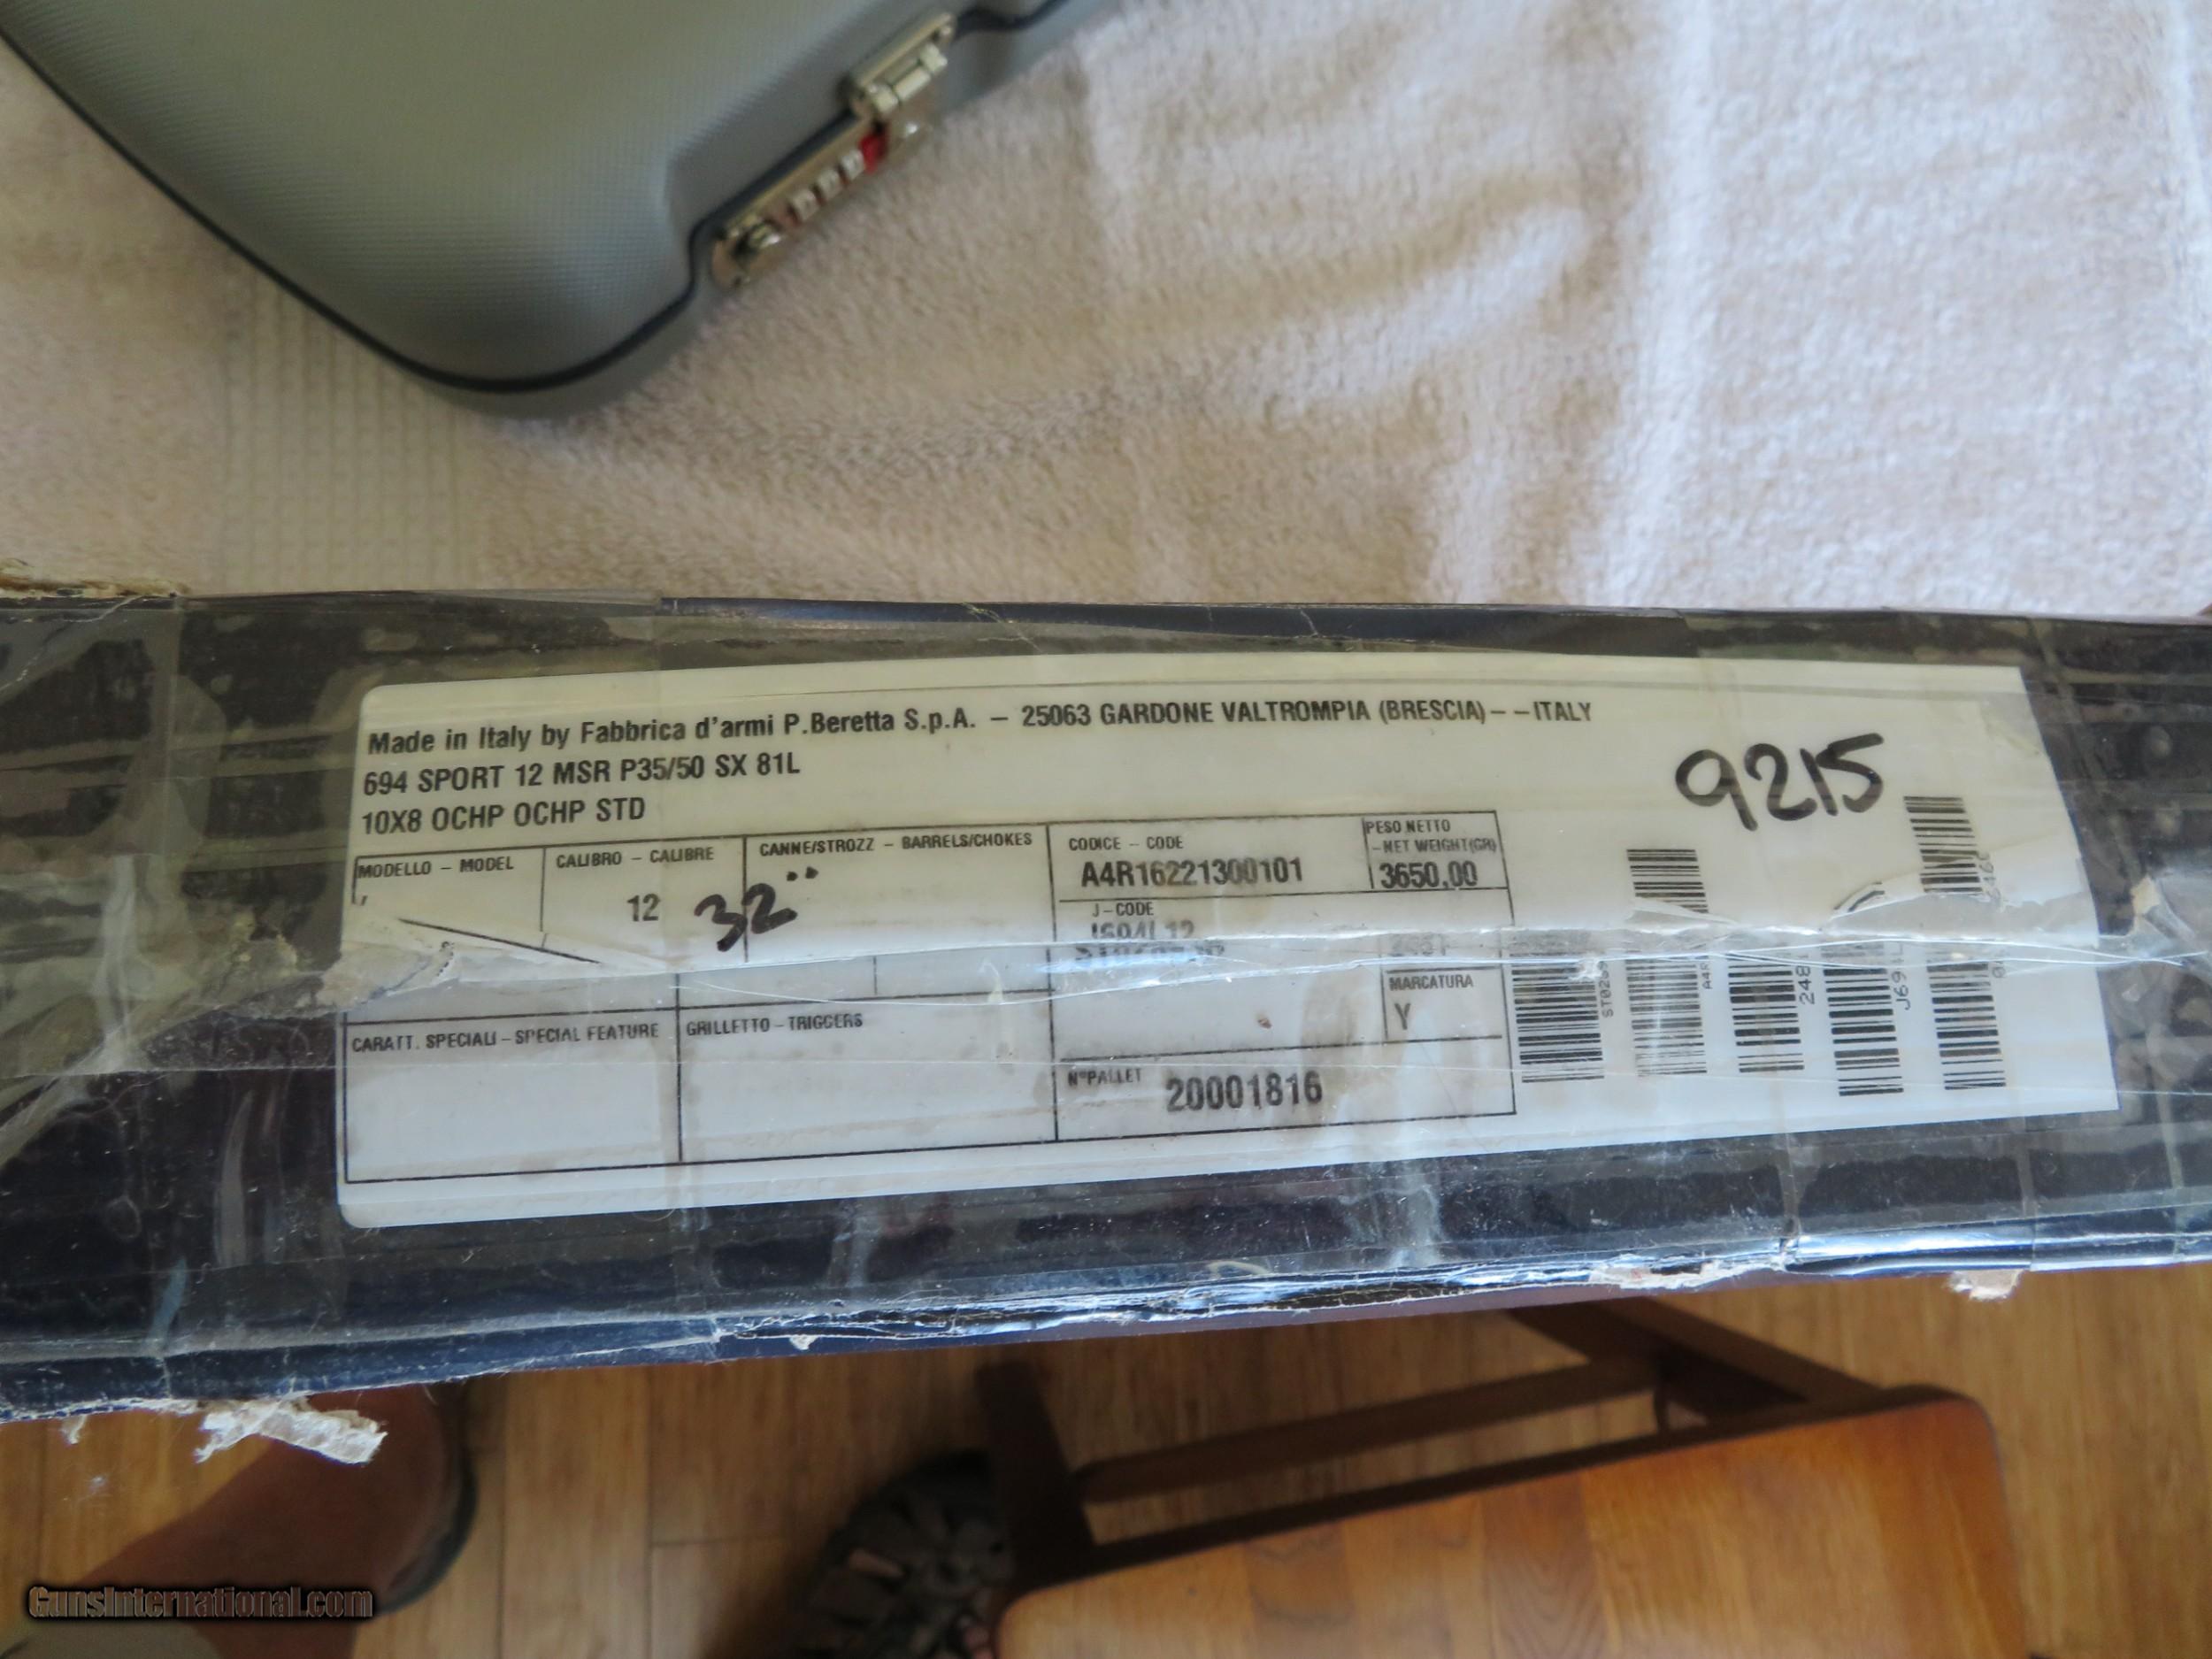 Made in Italy by Fabbrica d'armi P.Beretta S.p.A. – 25063 GARDONE VALTROMPIA (BRESCIA)– –ITALY
694 SPORT 12 MSR P35/50 SX 81L
10X8 OCHP OCHP STD
9215
MODELLO – MODEL
CALIBRO – CALIBRE
12
CANNE/STROZZ – BARRELS/CHOKES
32"
CODICE – CODE
A4R16221300101
PESO NETTO
–NET WEIGHT(GR)
3650,00
J–CODE
MARCATURA
Y
CARATT. SPECIALI – SPECIAL FEATURE
GRILLETTO – TRIGGERS
N°PALLET
20001816
GunsInternational.com